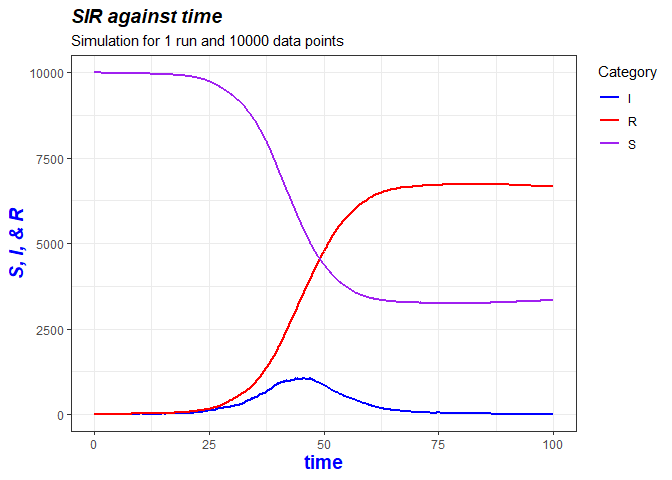 SIR against time
Simulation for 1 run and 10000 data points
Category
I
R
S
10000
7500
5000
2500
0
S, I, & R
0
25
50
75
100
time